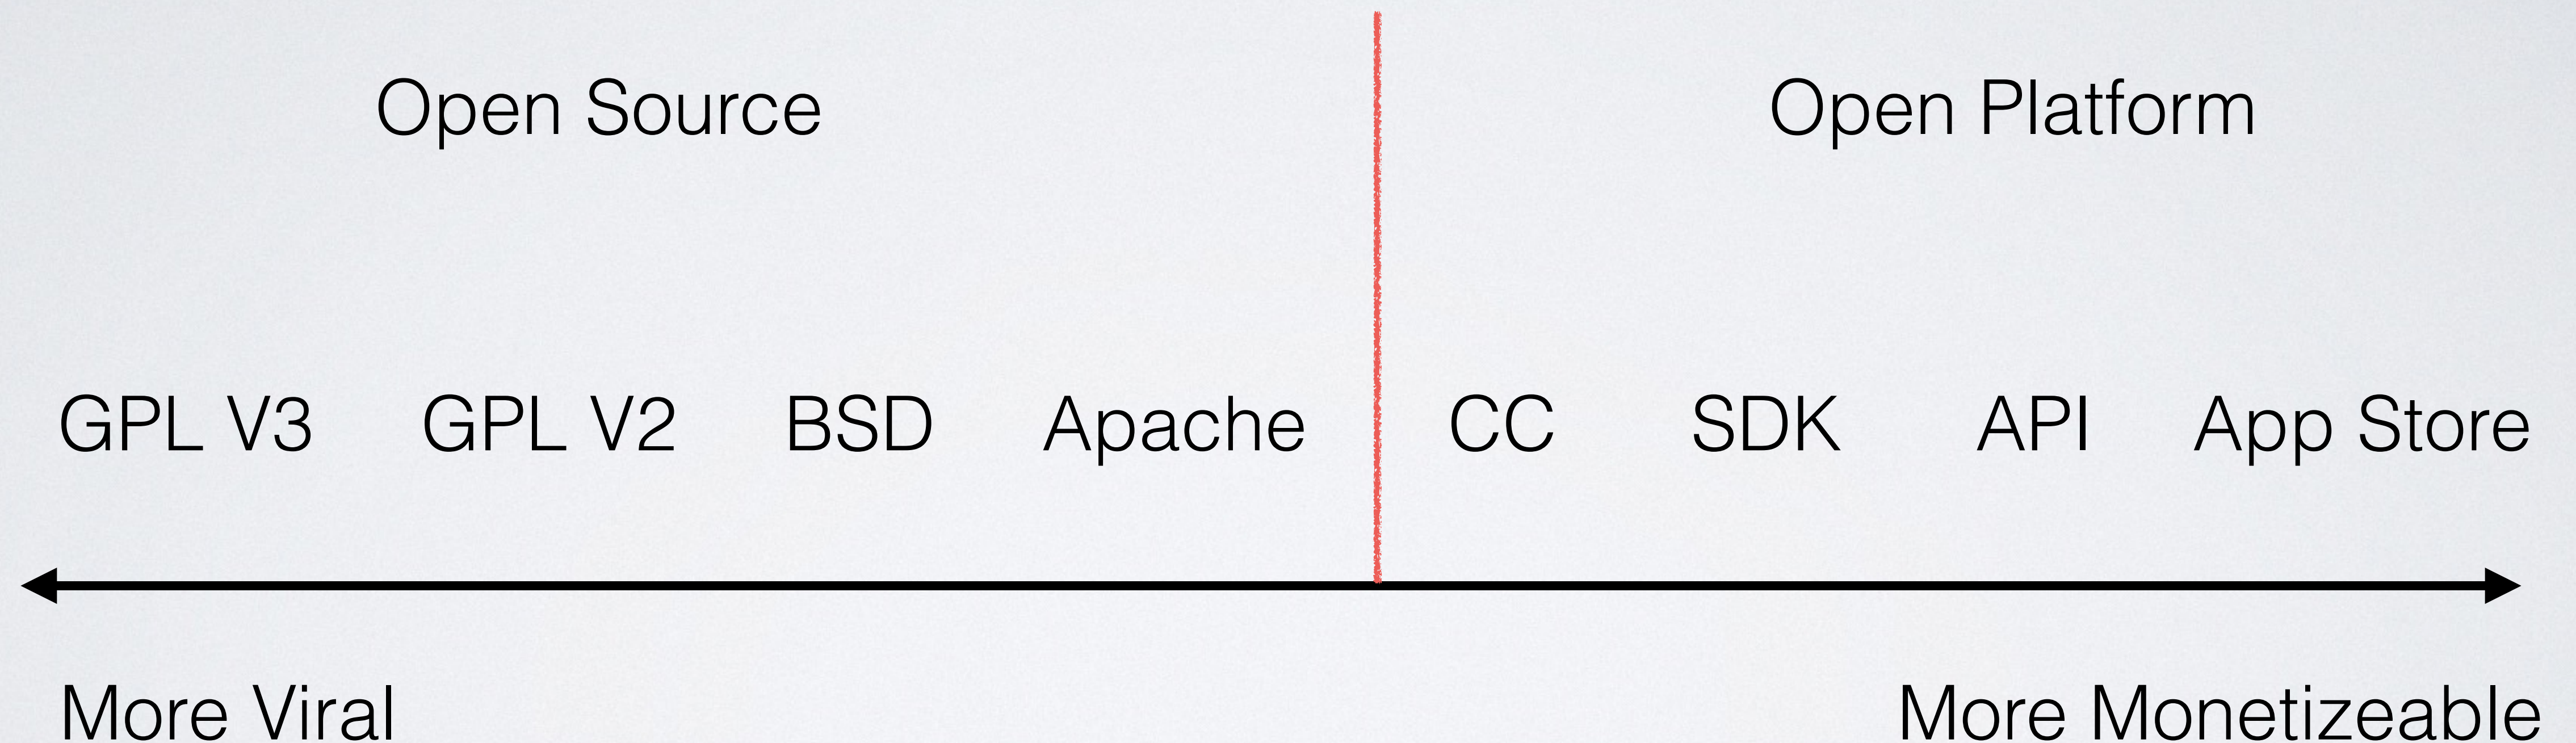 Open Source Open Platform
GPL V3 GPL V2 BSD Apache CC SDK API App Store
More Viral More Monetizeable